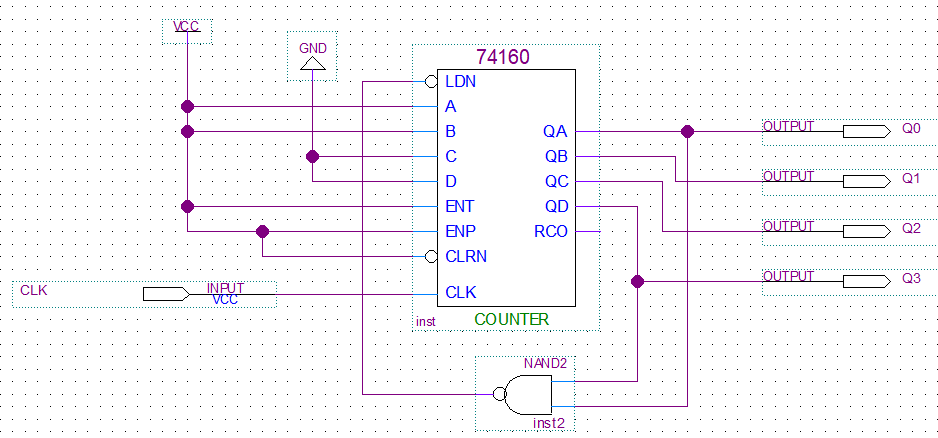 VCC
GND
74160
LDN
A
B
C
D
ENT
ENP
CLRN
CLK
QA
QB
QC
QD
RCO
inst
COUNTER
CLK
INPUT
VCC
OUTPUT
Q0
OUTPUT
Q1
OUTPUT
Q2
OUTPUT
Q3
NAND2
inst2